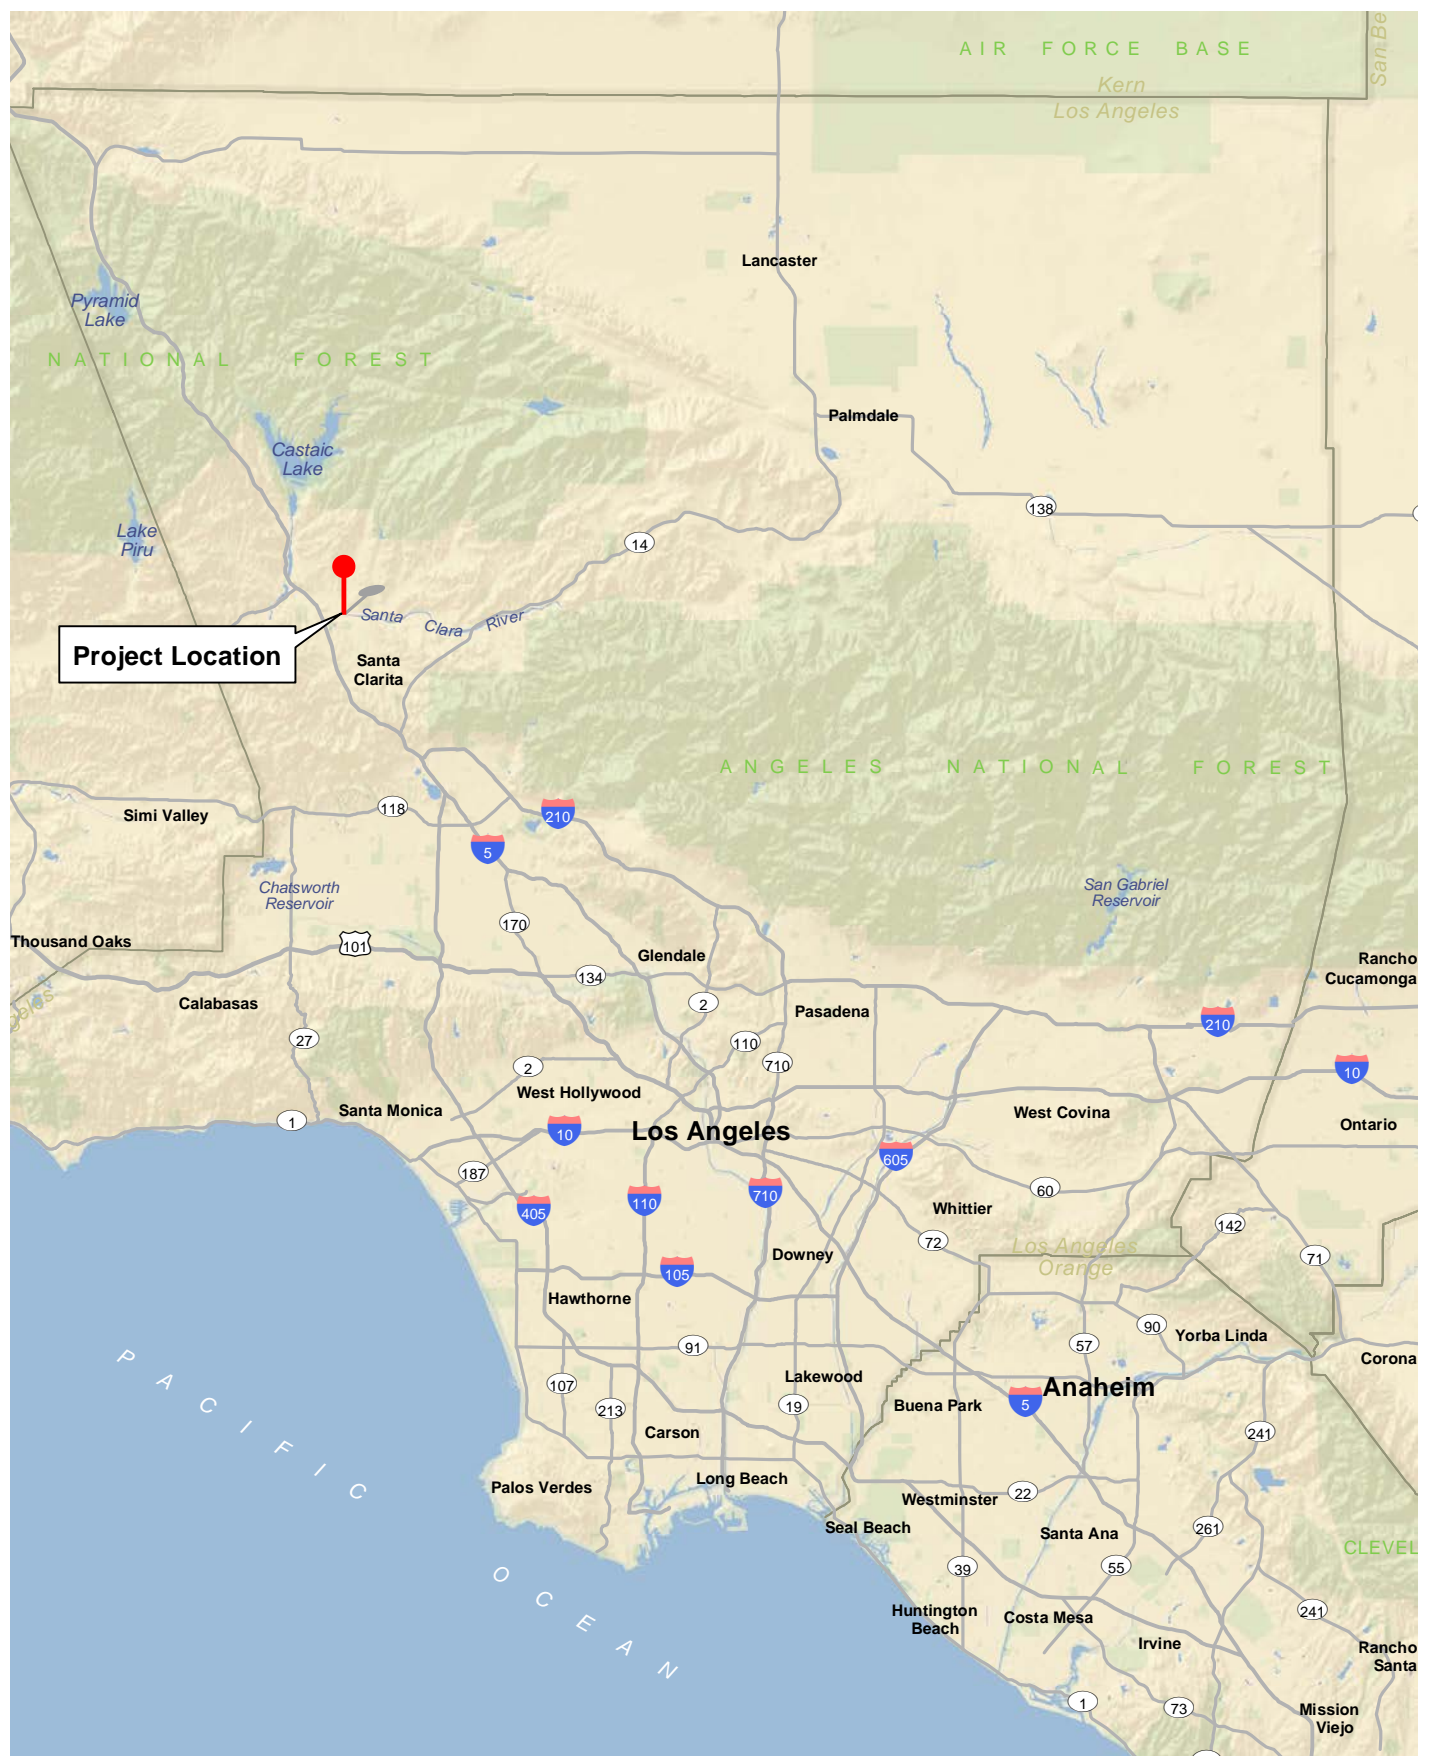 AIR FORCE BASE
San Be
Kern
Los Angeles
Lancaster
Pyramid
Lake
NATIONAL FOREST
Palmdale
Castaic
Lake
138
Lake
Piru
14
Santa Clara River
Project Location
Santa
Clarita
ANGELES NATIONAL FOREST
118
Simi Valley
210
5
Chatsworth
Reservoir
San Gabriel
Reservoir
170
Thousand Oaks
101
Glendale
Rancho
Cucamonga
134
Calabasas
geles
2
Pasadena
210
27
110
710
2
10
West Hollywood
Santa Monica
West Covina
1
Ontario
10
Los Angeles
605
187
60
710
110
405
Whittier
142
72
Los Angeles
Orange
Downey
71
105
Hawthorne
90
Yorba Linda
91
57
Corona
Lakewood
107
Anaheim
19
Buena Park
5
213
Carson
241
Long Beach
Palos Verdes
22
Westminster
Seal Beach
Santa Ana
261
CLEVEL
39
55
Huntington
Beach
Costa Mesa
241
Irvine
Rancho
Santa
1
73
Mission
Viejo
PACIFIC
OCEAN